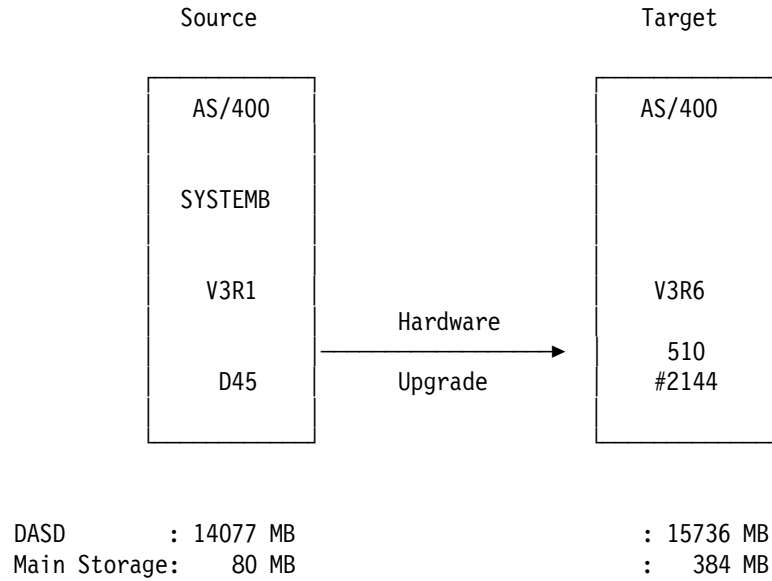 Source Target
AS/400 AS/400
SYSTEMB
V3R1 V3R6
Hardware
510
D45 Upgrade #2144
DASD : 14077 MB : 15736 MB
Main Storage: 80 MB : 384 MB